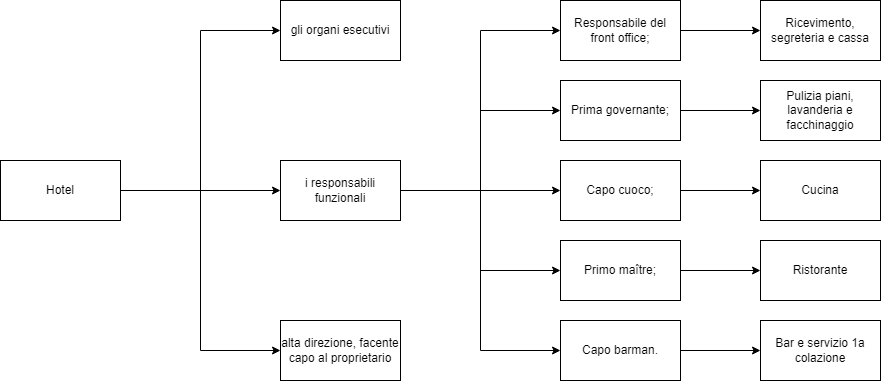 Hotel
gli organi esecutivi
i responsabili
funzionali
alta direzione, facente
capo al proprietario
Responsabile del
front office;
Ricevimento,
segreteria e cassa
Prima governante;
Pulizia piani,
lavanderia e
facchinaggio
Capo cuoco;
Cucina
Primo maître;
Ristorante
Capo barman.
Bar e servizio 1a
colazione